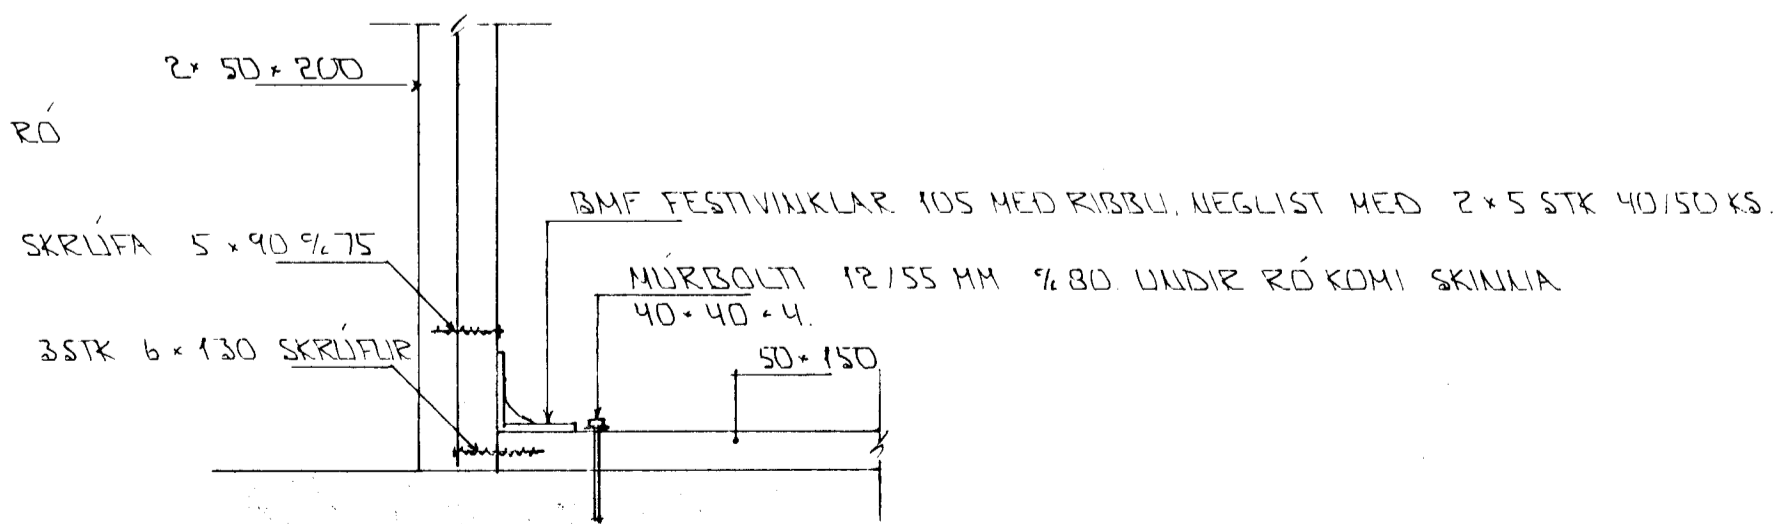 2× 50×200
RÓ
BMF FESTIVINKLAR 105 MED RIBBU, NEGLIST MED 2×5 STK 40/50 KS.
SKRÚFA 5×90 % 75
MÚRBOLTI 12/55 MM % 80. UNDIR RÓ KOMI SKINNA
40×40×4.
3STK 6×130 SKRÚFUR
50×150